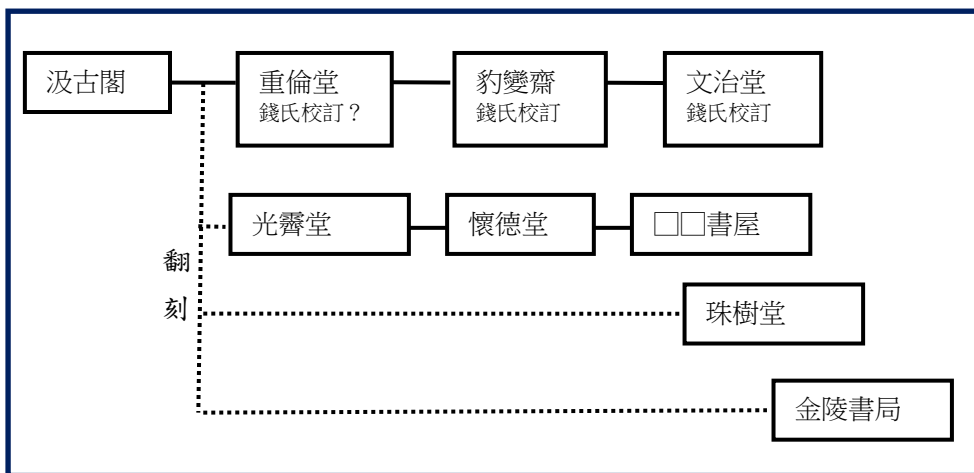 汲古閣
重倫堂
錢氏校訂？
豹變齋
錢氏校訂
文治堂
錢氏校訂
光霽堂
懷德堂
□□書屋
翻
刻
珠樹堂
金陵書局